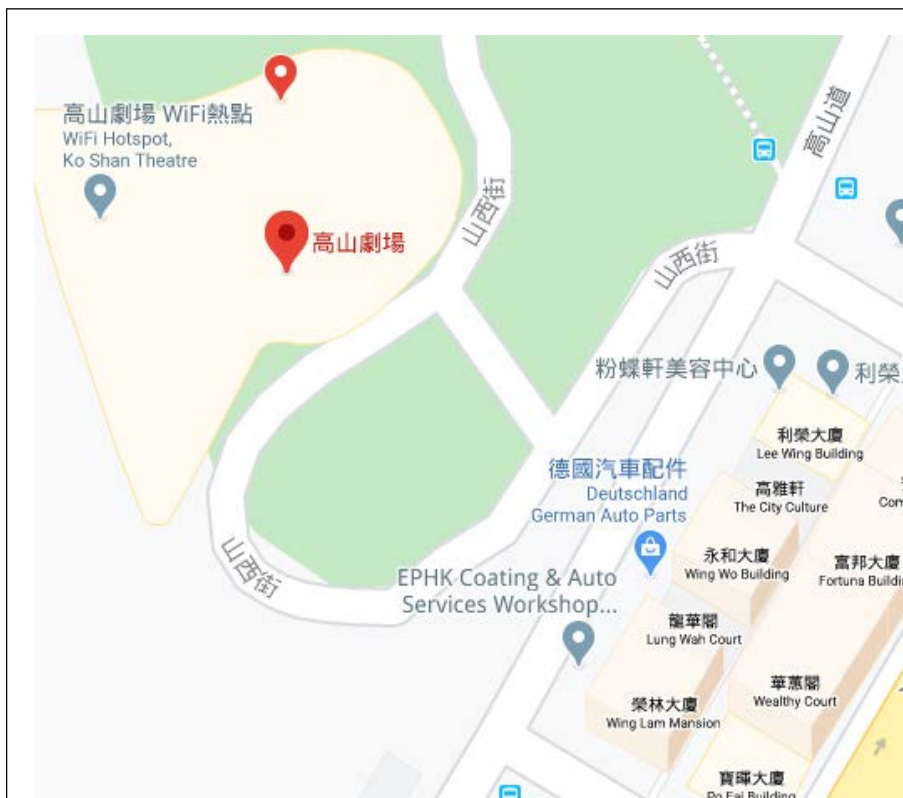 高山劇場 WiFi熱點
WiFi Hotspot,
Ko Shan Theatre
高山劇場
山西街
高山道
山西街
粉蝶軒美容中心
利榮
利榮大廈
Lee Wing Building
德國汽車配件
Deutschland
German Auto Parts
高雅軒
The City Culture
永和大廈
Wing Wo Building
富邦大廈
Fortuna Building
山西街
EPHK Coating & Auto
Services Workshop...
龍華閣
Lung Wah Court
華蕙閣
Wealthy Court
榮林大廈
Wing Lam Mansion
寶暉大廈
Po Fai Building